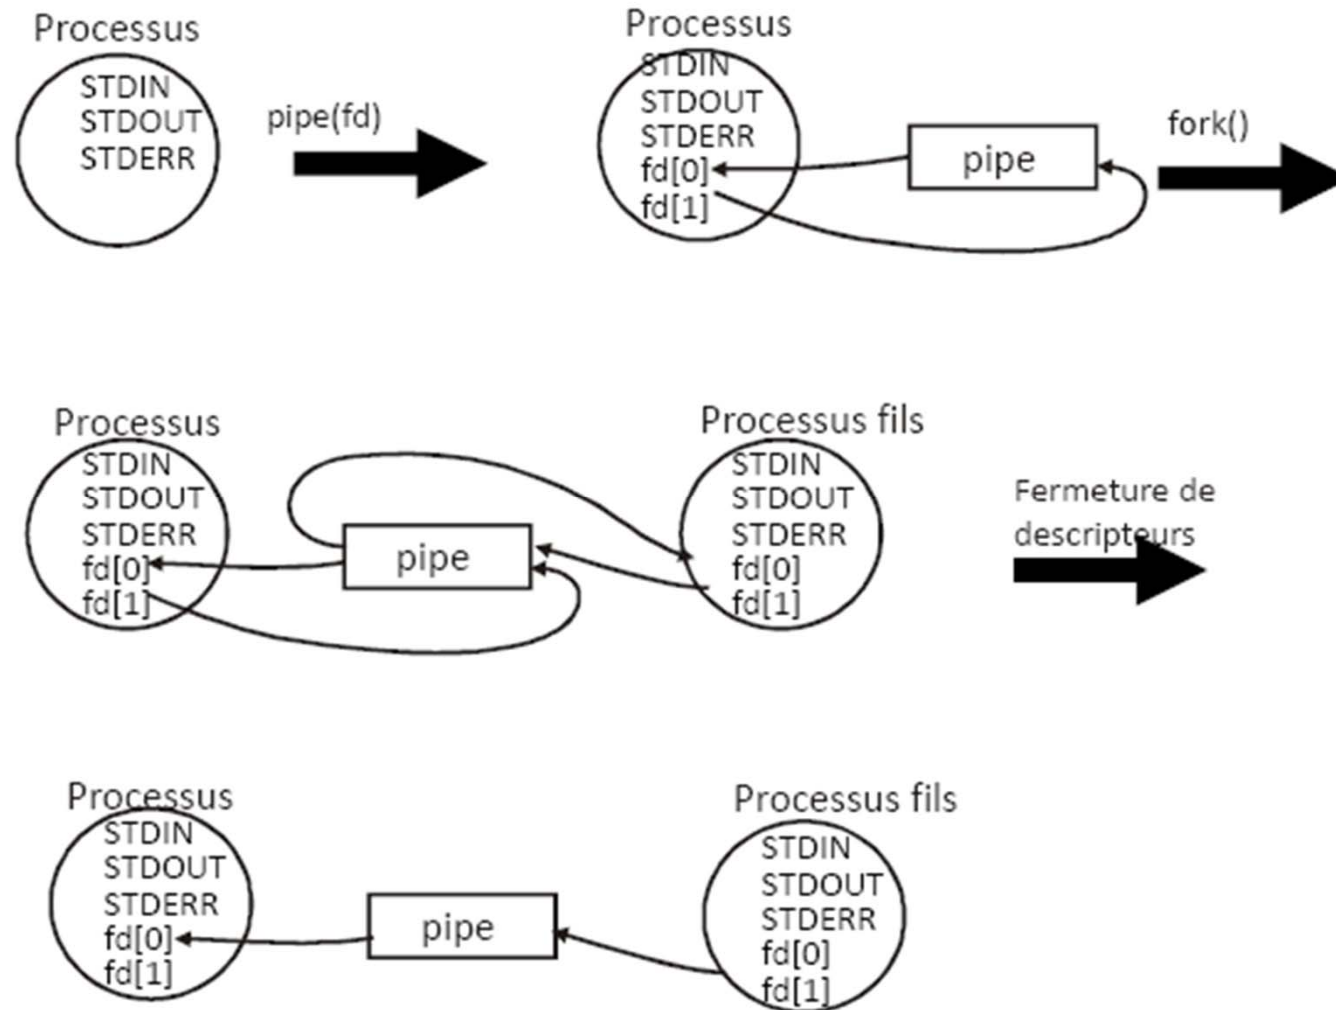 Processus
STDIN
STDOUT
STDERR
pipe(fd)
Processus
STDIN
STDOUT
STDERR
fd[0]
fd[1]
pipe
fork()
Processus
STDIN
STDOUT
STDERR
fd[0]
fd[1]
pipe
Processus fils
STDIN
STDOUT
STDERR
fd[0]
fd[1]
Fermeture de
descripteurs
Processus
STDIN
STDOUT
STDERR
fd[0]
fd[1]
pipe
Processus fils
STDIN
STDOUT
STDERR
fd[0]
fd[1]